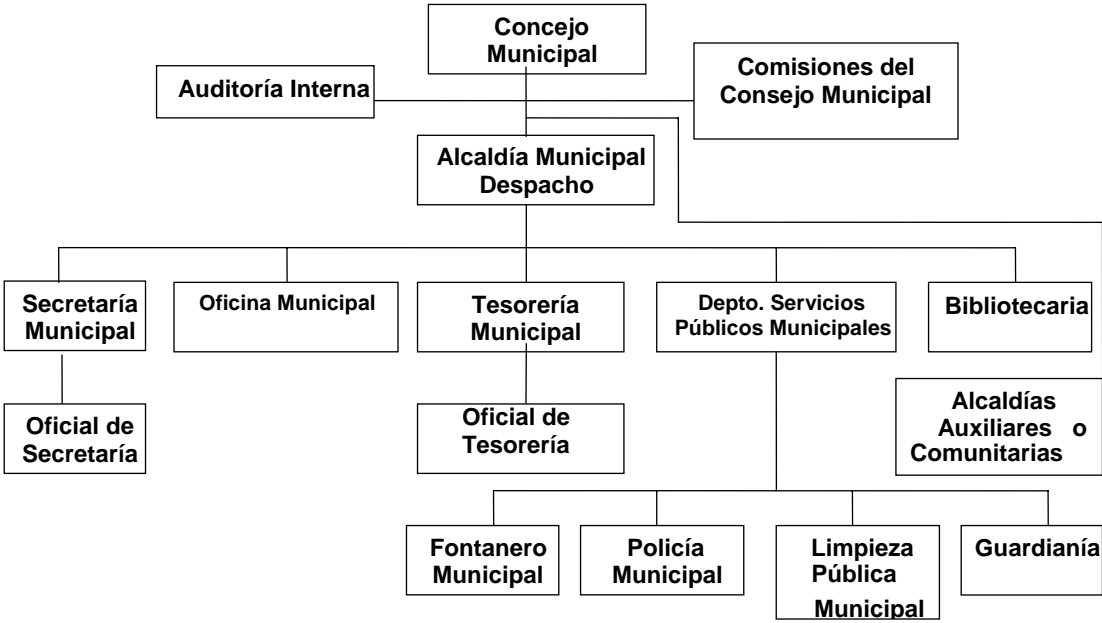 Concejo
Municipal
Auditoría Interna
Comisiones del
Consejo Municipal
Alcaldía Municipal
Despacho
Secretaría
Municipal
Oficina Municipal
Tesorería
Municipal
Depto. Servicios
Públicos Municipales
Bibliotecaria
Oficial de
Secretaría
Oficial de
Tesorería
Alcaldías
Auxiliares o
Comunitarias
Fontanero
Municipal
Policía
Municipal
Limpieza
Pública
Municipal
Guardianía